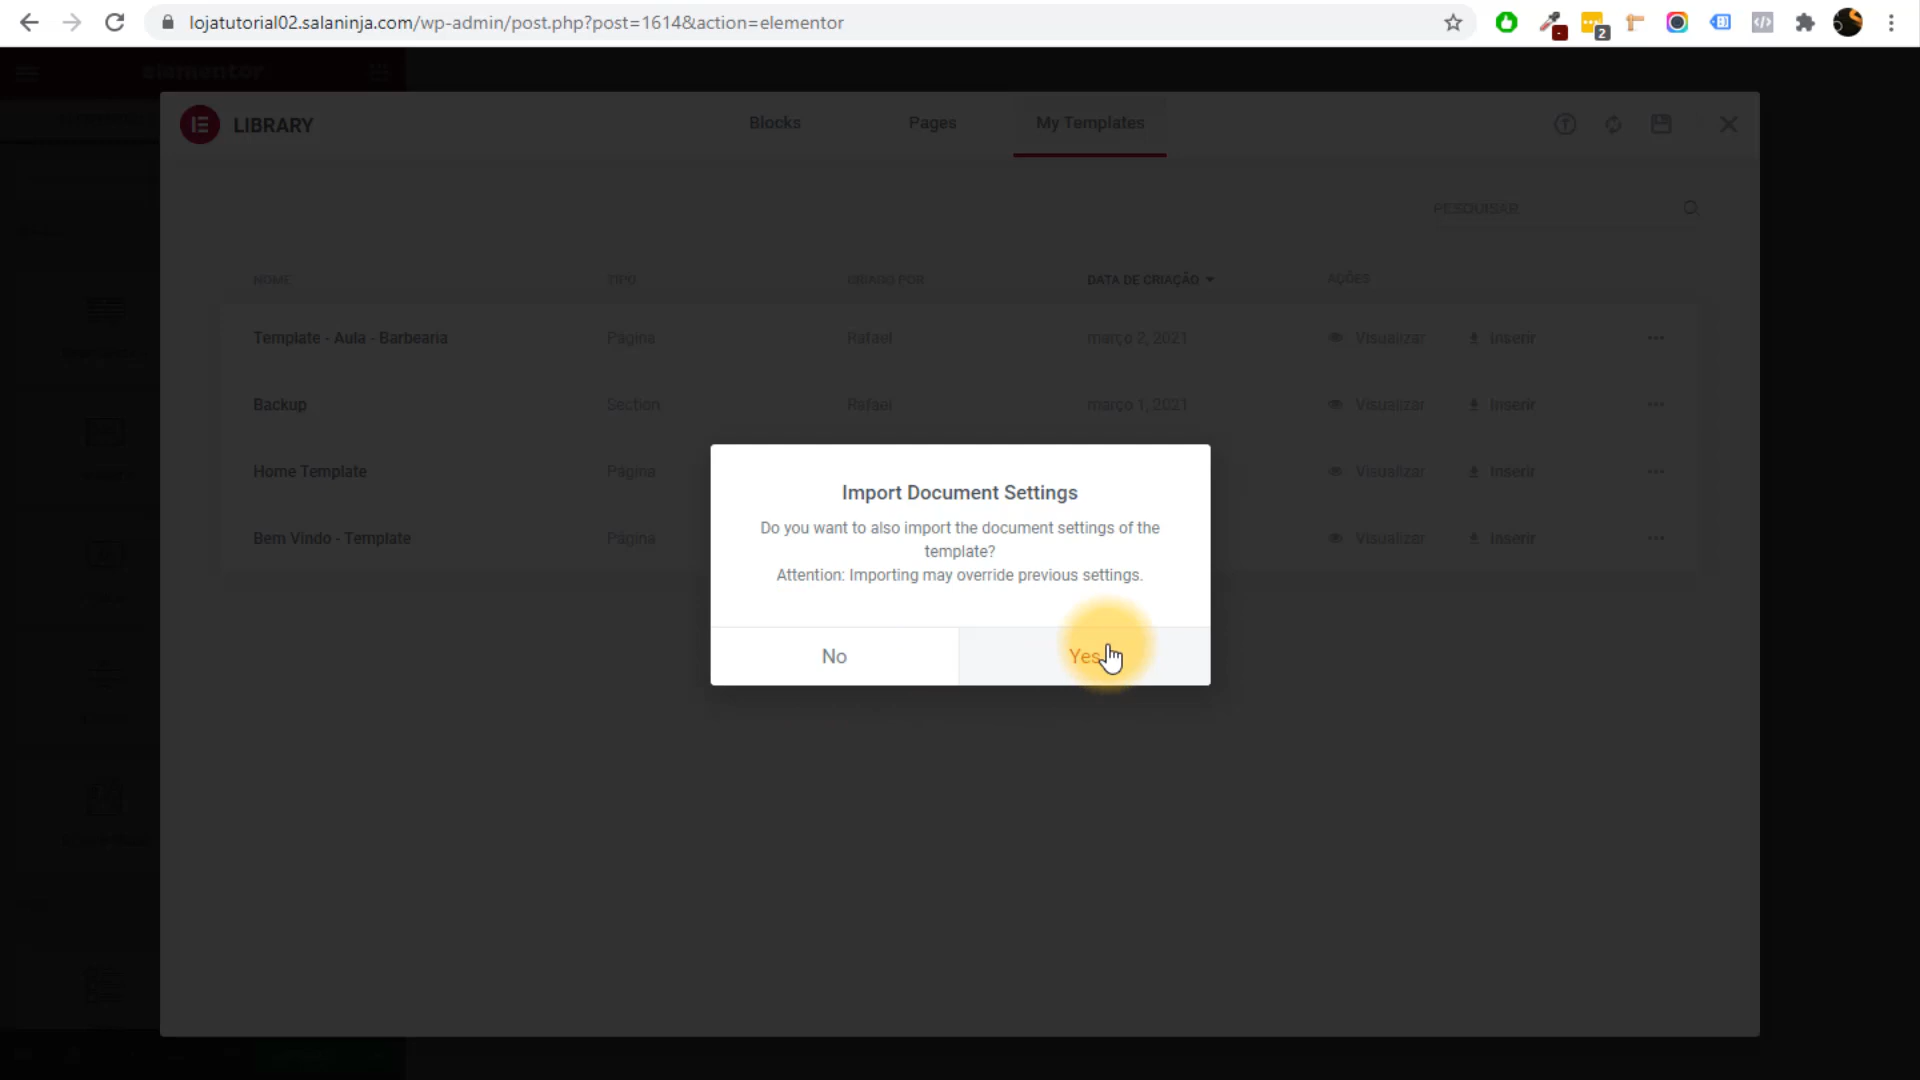 lojatutorial02.salaninja.com/wp-admin/post.php?post=1614&action=elementor
2
elementor
LIBRARY
Blocks
Pages
My Templates
PESQUISAR
NOME TIPO CRIADO POR DATA DE CRIAÇÃO AÇÕES
Template - Aula - Barbearia Página Rafael março 2, 2021 Visualizar Inserir
Backup Section Rafael março 1, 2021 Visualizar Inserir
Home Template Página Visualizar Inserir
Bem Vindo - Template Página Visualizar Inserir
Import Document Settings
Do you want to also import the document settings of the
template?
Attention: Importing may override previous settings.
No
Yes